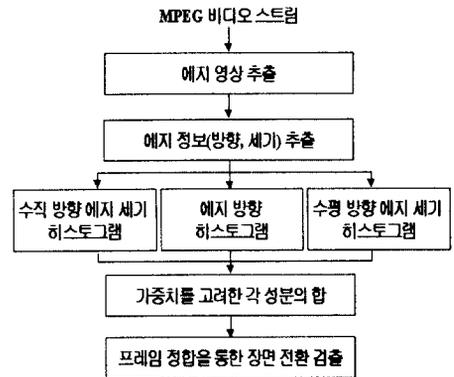 MPEG 비디오 스트림
에지 영상 추출
에지 정보(방향, 세기) 추출
수직 방향 에지 세기
히스토그램
에지 방향
히스토그램
수평 방향 에지 세기
히스토그램
가중치를 고려한 각 성분의 합
프레임 정합을 통한 장면 전환 검출